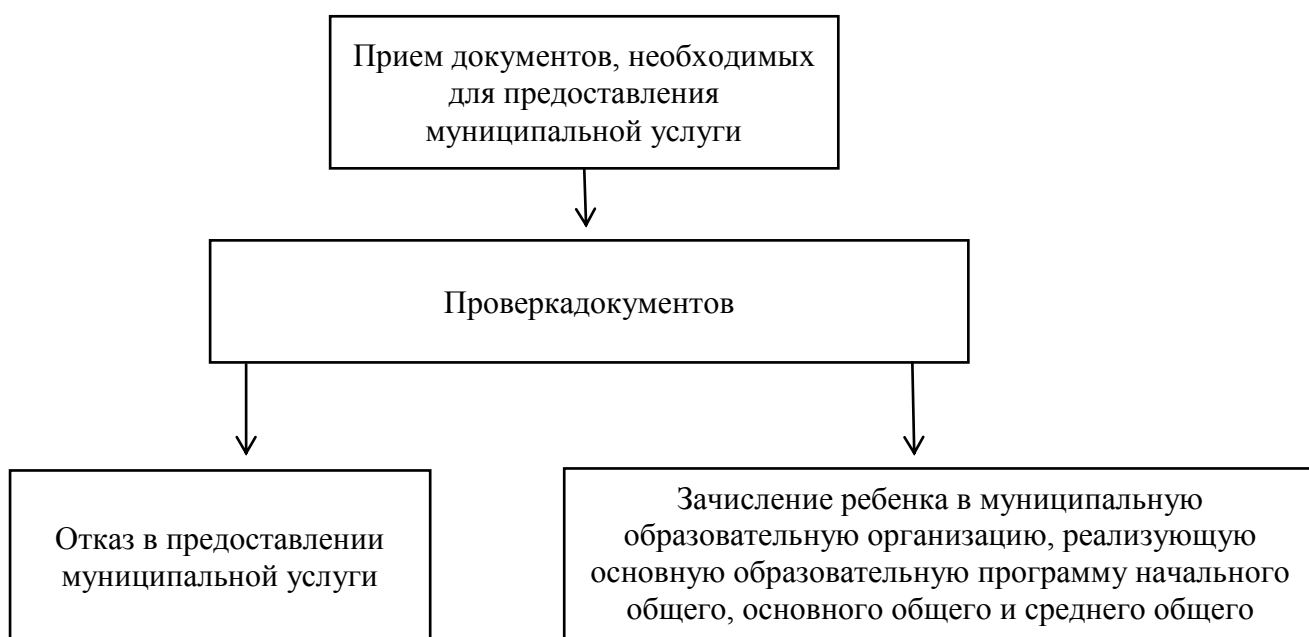 Прием документов, необходимых
для предоставления
муниципальной услуги
Проверкадокументов
Отказ в предоставлении
муниципальной услуги
Зачисление ребенка в муниципальную
образовательную организацию, реализующую
основную образовательную программу начального
общего, основного общего и среднего общего